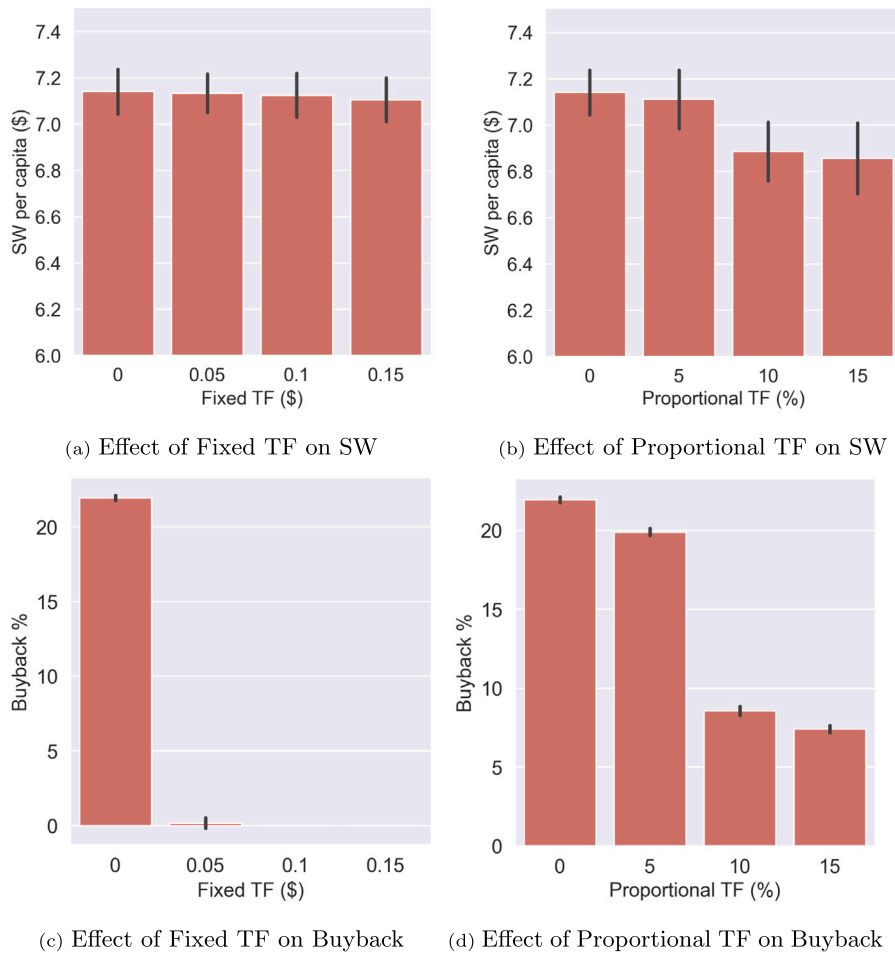 7.4
7.2
7.0
6.8
6.6
6.4
6.2
6.0
SW per capita ($)
0 0.05 0.1 0.15
Fixed TF ($)
(a) Effect of Fixed TF on SW
7.4
7.2
7.0
6.8
6.6
6.4
6.2
6.0
SW per capita ($)
0 5 10 15
Proportional TF (%)
(b) Effect of Proportional TF on SW
20
15
10
5
0
Buyback %
0 0.05 0.1 0.15
Fixed TF ($)
(c) Effect of Fixed TF on Buyback
20
15
10
5
0
Buyback %
0 5 10 15
Proportional TF (%)
(d) Effect of Proportional TF on Buyback